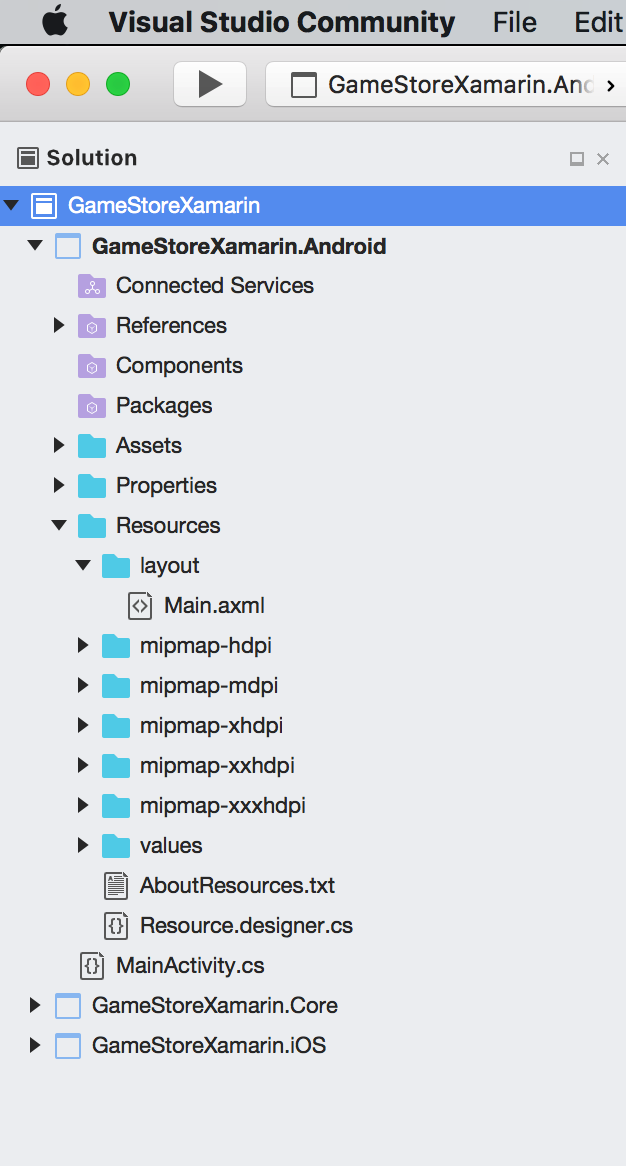 Visual Studio Community File Edit
GameStoreXamarin.And
Solution
GameStoreXamarin
GameStoreXamarin.Android
Connected Services
References
Components
Packages
Assets
Properties
Resources
layout
Main.axml
mipmap-hdpi
mipmap-mdpi
mipmap-xhdpi
mipmap-xxhdpi
mipmap-xxxhdpi
values
AboutResources.txt
Resource.designer.cs
MainActivity.cs
GameStoreXamarin.Core
GameStoreXamarin.iOS